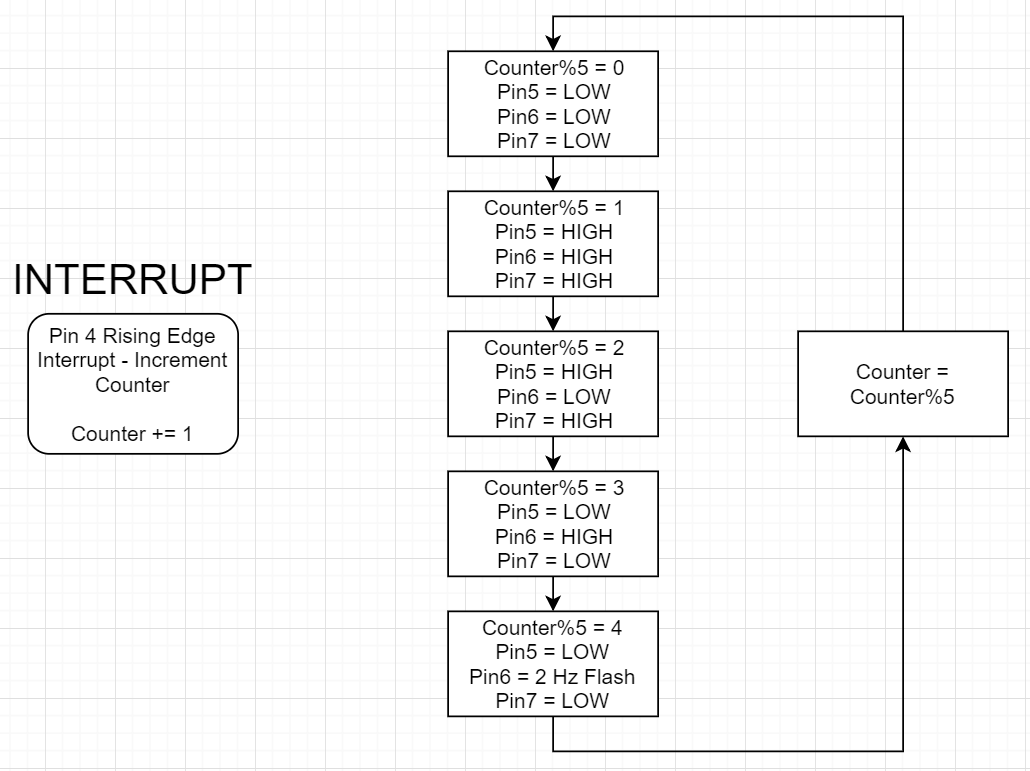 INTERRUPT
Pin 4 Rising Edge
Interrupt - Increment
Counter
Counter += 1
Counter%5 = 0
Pin5 = LOW
Pin6 = LOW
Pin7 = LOW
Counter%5 = 1
Pin5 = HIGH
Pin6 = HIGH
Pin7 = HIGH
Counter%5 = 2
Pin5 = HIGH
Pin6 = LOW
Pin7 = HIGH
Counter%5 = 3
Pin5 = LOW
Pin6 = HIGH
Pin7 = LOW
Counter%5 = 4
Pin5 = LOW
Pin6 = 2 Hz Flash
Pin7 = LOW
Counter =
Counter%5